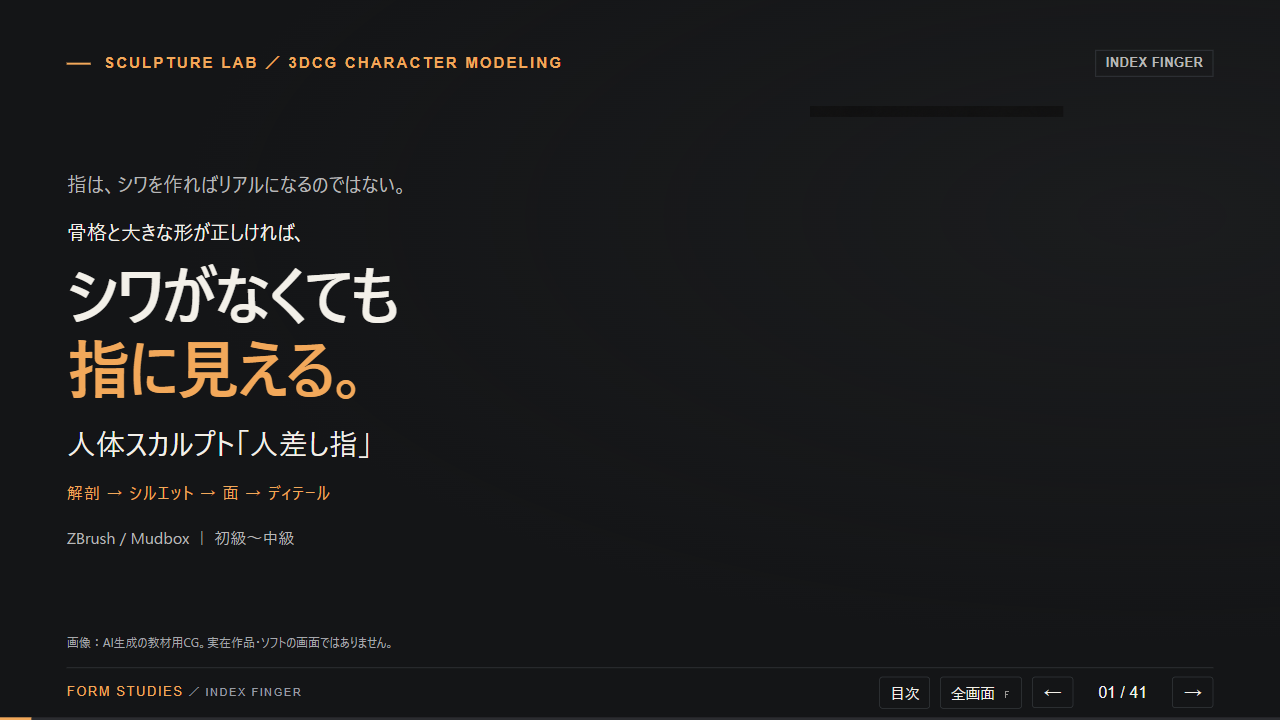 SCULPTURE LAB ／ 3DCG CHARACTER MODELING
INDEX FINGER
指は、シワを作ればリアルになるのではない。
骨格と大きな形が正しければ、
シワがなくても
指に見える。
人体スカルプト「人差し指」
解剖 → シルエット → 面 → ディテール
ZBrush / Mudbox ｜ 初級〜中級
画像：AI生成の教材用CG。実在作品・ソフトの画面ではありません。
FORM STUDIES ／ INDEX FINGER
目次 全画面 F ← 01 / 41 →